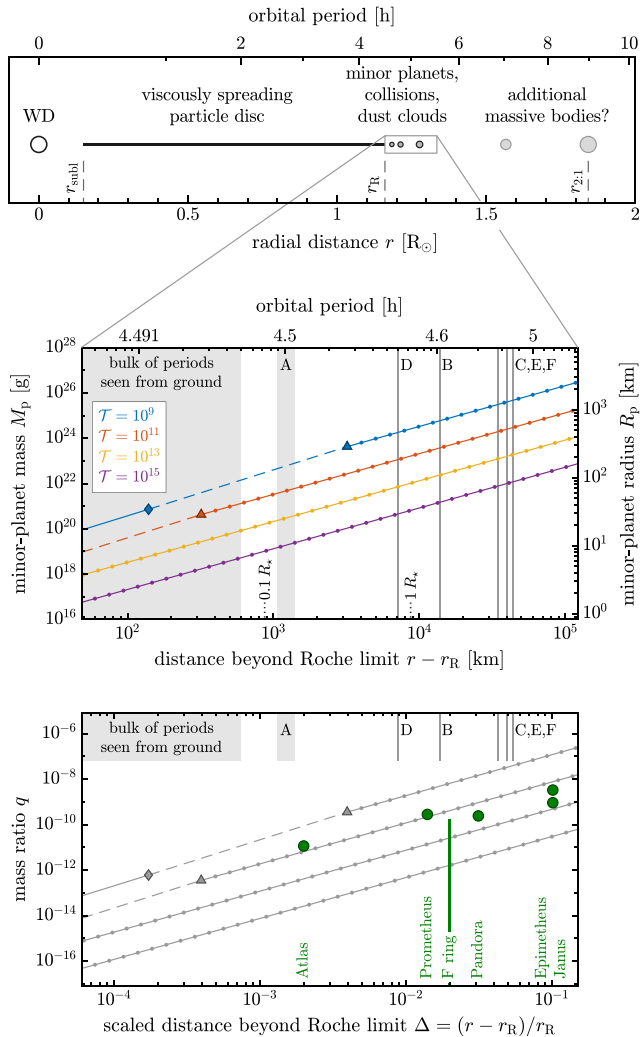 orbital period [h]
0 2 4 6 8 10
minor planets,
collisions,
dust clouds
viscously spreading
particle disc
additional
massive bodies?
WD
r_subl
r_R
r_2:1
0 0.5 1 1.5 2
radial distance r [R_⊙]
orbital period [h]
4.491 4.5 4.6 5
10^28
10^26
10^24
10^22
10^20
10^18
10^16
minor-planet mass M_p [g]
bulk of periods
seen from ground
A
D
B
C,E,F
𝒯 = 10^9
𝒯 = 10^11
𝒯 = 10^13
𝒯 = 10^15
...0.1 R_⋆
...1 R_⋆
10^3
10^2
10^1
10^0
minor-planet radius R_p [km]
10^2 10^3 10^4 10^5
distance beyond Roche limit r − r_R [km]
10^−6
10^−8
10^−10
10^−12
10^−14
10^−16
mass ratio q
bulk of periods
seen from ground
A
D
B
C,E,F
Atlas
Prometheus
F ring
Pandora
Epimetheus
Janus
10^−4 10^−3 10^−2 10^−1
scaled distance beyond Roche limit Δ = (r − r_R)/r_R